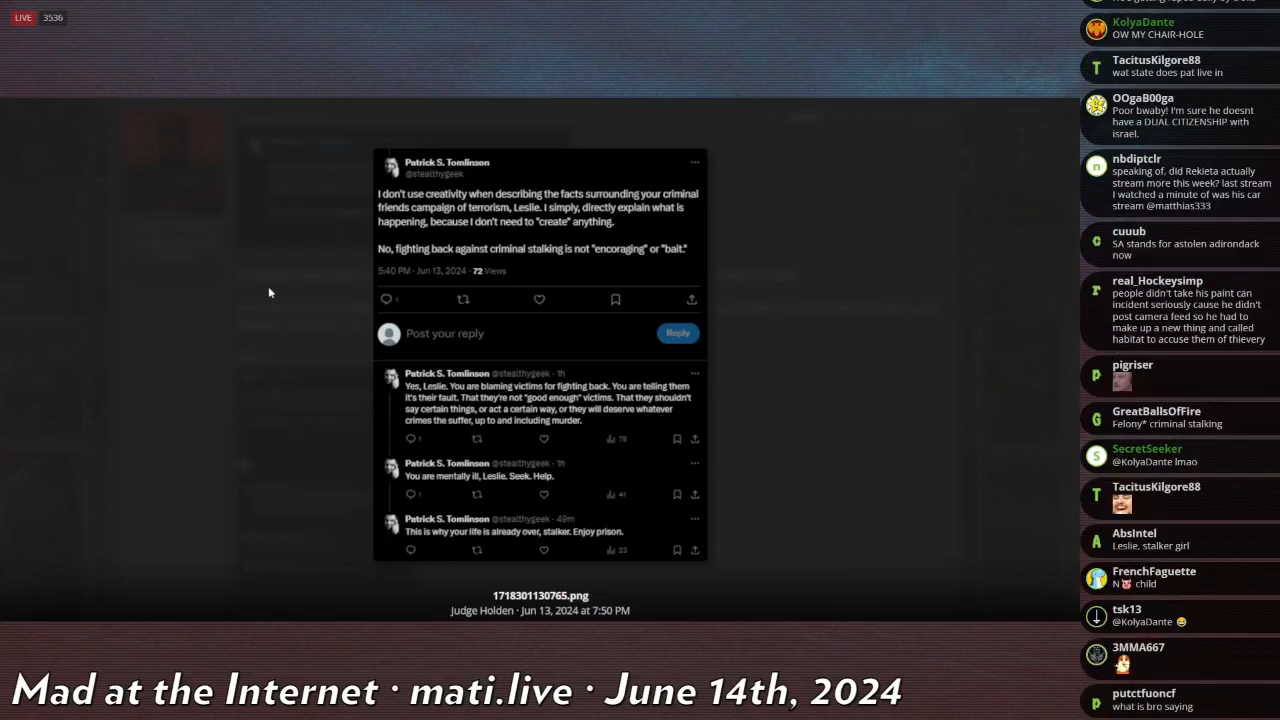 LIVE 3536
Patrick S. Tomlinson
@stealthygeek
I don't use creativity when describing the facts surrounding your criminal
friends campaign of terrorism, Leslie. I simply, directly explain what is
happening, because I don't need to "create" anything.
No, fighting back against criminal stalking is not "encoraging" or "bait."
5:40 PM · Jun 13, 2024 · 72 Views
1
Post your reply
Reply
Patrick S. Tomlinson @stealthygeek · 1h
Yes, Leslie. You are blaming victims for fighting back. You are telling them
it's their fault. That they're not "good enough" victims. That they shouldn't
say certain things, or act a certain way, or they will deserve whatever
crimes the suffer, up to and including murder.
1 78
Patrick S. Tomlinson @stealthygeek · 1h
You are mentally ill, Leslie. Seek. Help.
1 41
Patrick S. Tomlinson @stealthygeek · 49m
This is why your life is already over, stalker. Enjoy prison.
23
1718301130765.png
Judge Holden · Jun 13, 2024 at 7:50 PM
Mad at the Internet · mati.live · June 14th, 2024
KolyaDante
OW MY CHAIR-HOLE
T
TacitusKilgore88
wat state does pat live in
OOgaB00ga
Poor bwaby! I'm sure he doesnt
have a DUAL CITIZENSHIP with
israel.
n
nbdiptclr
speaking of. did Rekieta actually
stream more this week? last stream
I watched a minute of was his car
stream @matthias333
c
cuuub
SA stands for astolen adirondack
now
r
real_Hockeysimp
people didn't take his paint can
incident seriously cause he didn't
post camera feed so he had to
make up a new thing and called
habitat to accuse them of thievery
p
pigriser
G
GreatBallsOfFire
Felony* criminal stalking
S
SecretSeeker
@KolyaDante lmao
T
TacitusKilgore88
A
AbsIntel
Leslie, stalker girl
FrenchFaguette
N🐷 child
tsk13
@KolyaDante 😂
3MMA667
p
putctfuoncf
what is bro saying